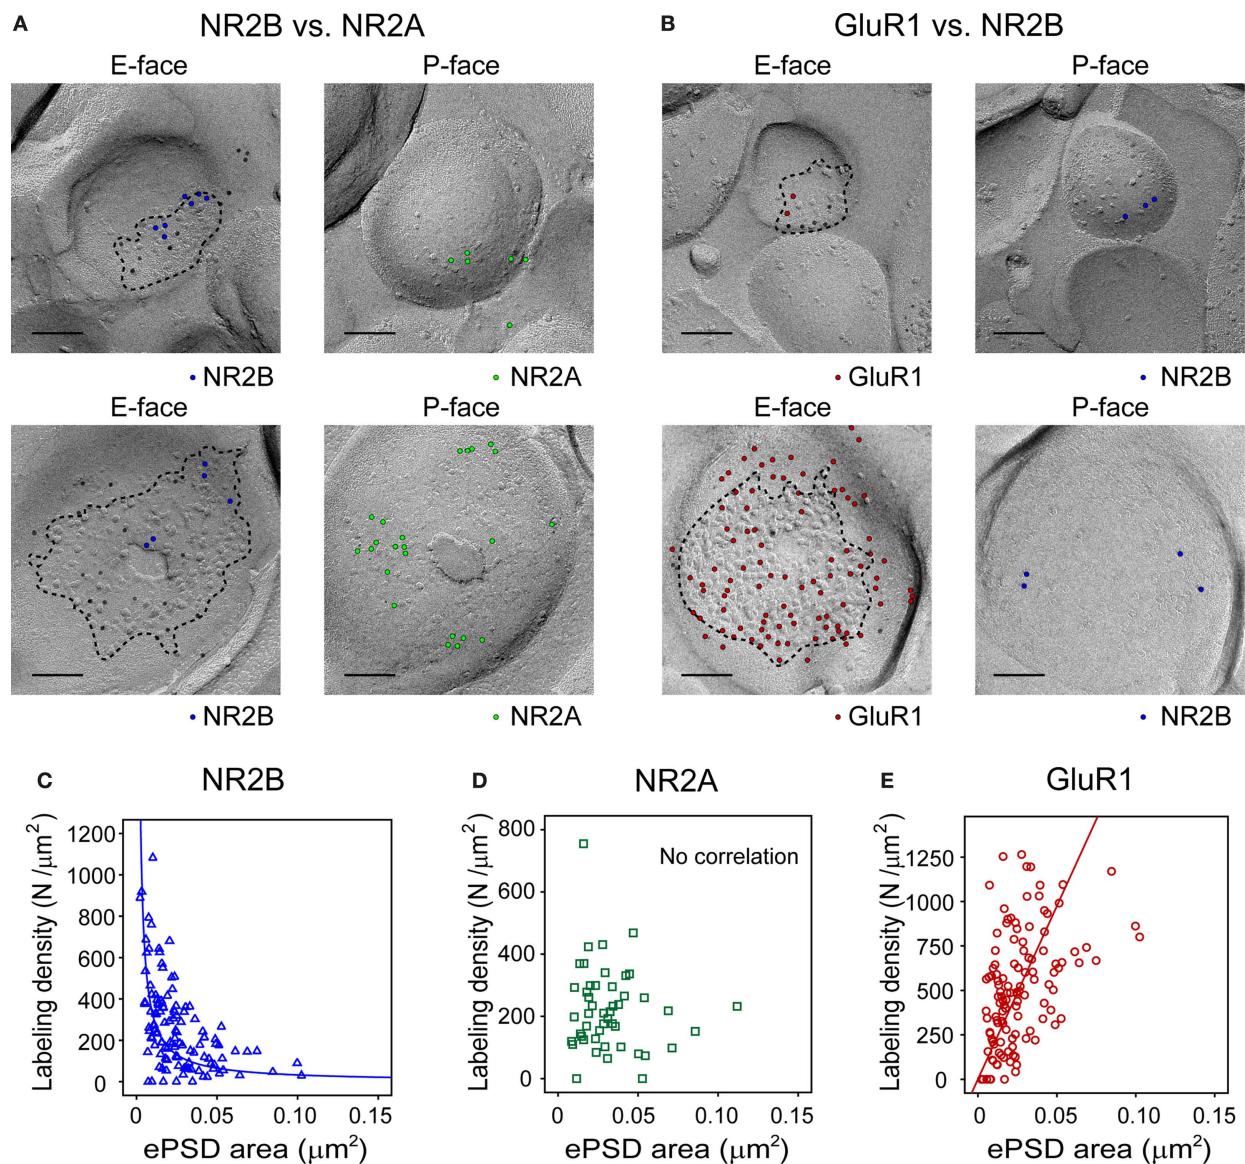 A NR2B vs. NR2A
B GluR1 vs. NR2B
E-face P-face E-face P-face
NR2B NR2A GluR1 NR2B
E-face P-face E-face P-face
NR2B NR2A GluR1 NR2B
C NR2B
Labeling density (N /μm²)
1200
1000
800
600
400
200
0
0 0.05 0.10 0.15
ePSD area (μm²)
D NR2A
No correlation
Labeling density (N /μm²)
800
600
400
200
0
0 0.05 0.10 0.15
ePSD area (μm²)
E GluR1
Labeling density (N /μm²)
1250
1000
750
500
250
0
0 0.05 0.10 0.15
ePSD area (μm²)